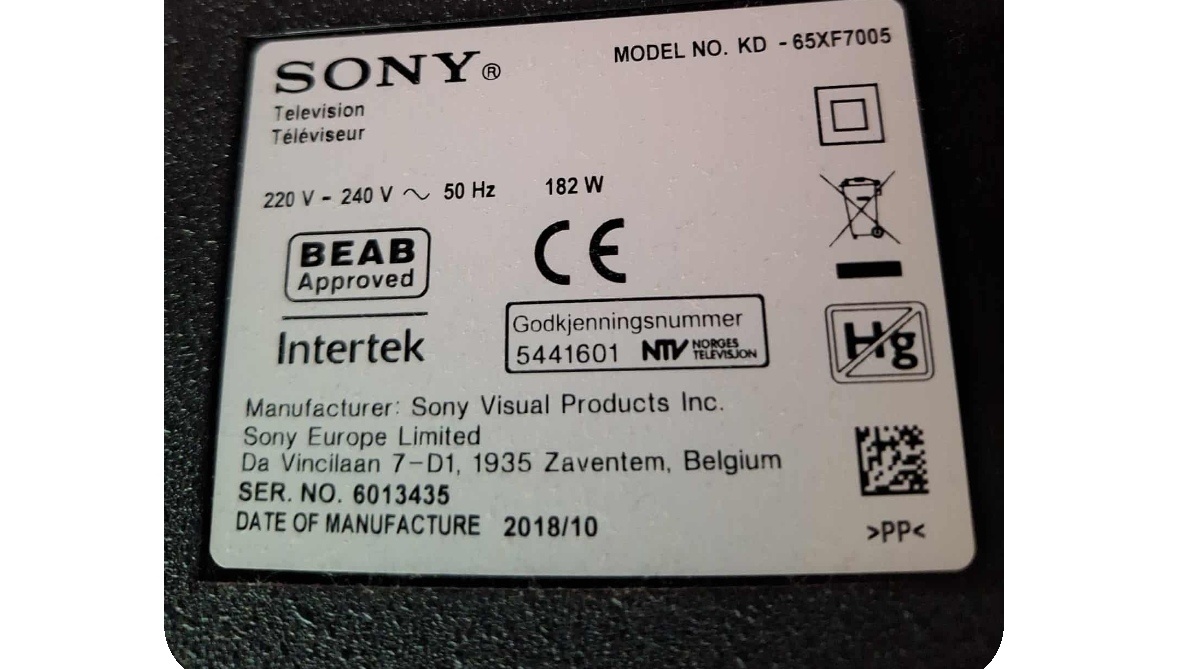 SONY®
MODEL NO. KD - 65XF7005
Television
Téléviseur
220 V - 240 V ~ 50 Hz 182 W
BEAB
Approved
CE
Intertek
Godkjenningsnummer
5441601 NTV NORGES
TELEVISJON
Hg
Manufacturer: Sony Visual Products Inc.
Sony Europe Limited
Da Vincilaan 7-D1, 1935 Zaventem, Belgium
SER. NO. 6013435
DATE OF MANUFACTURE 2018/10
>PP<